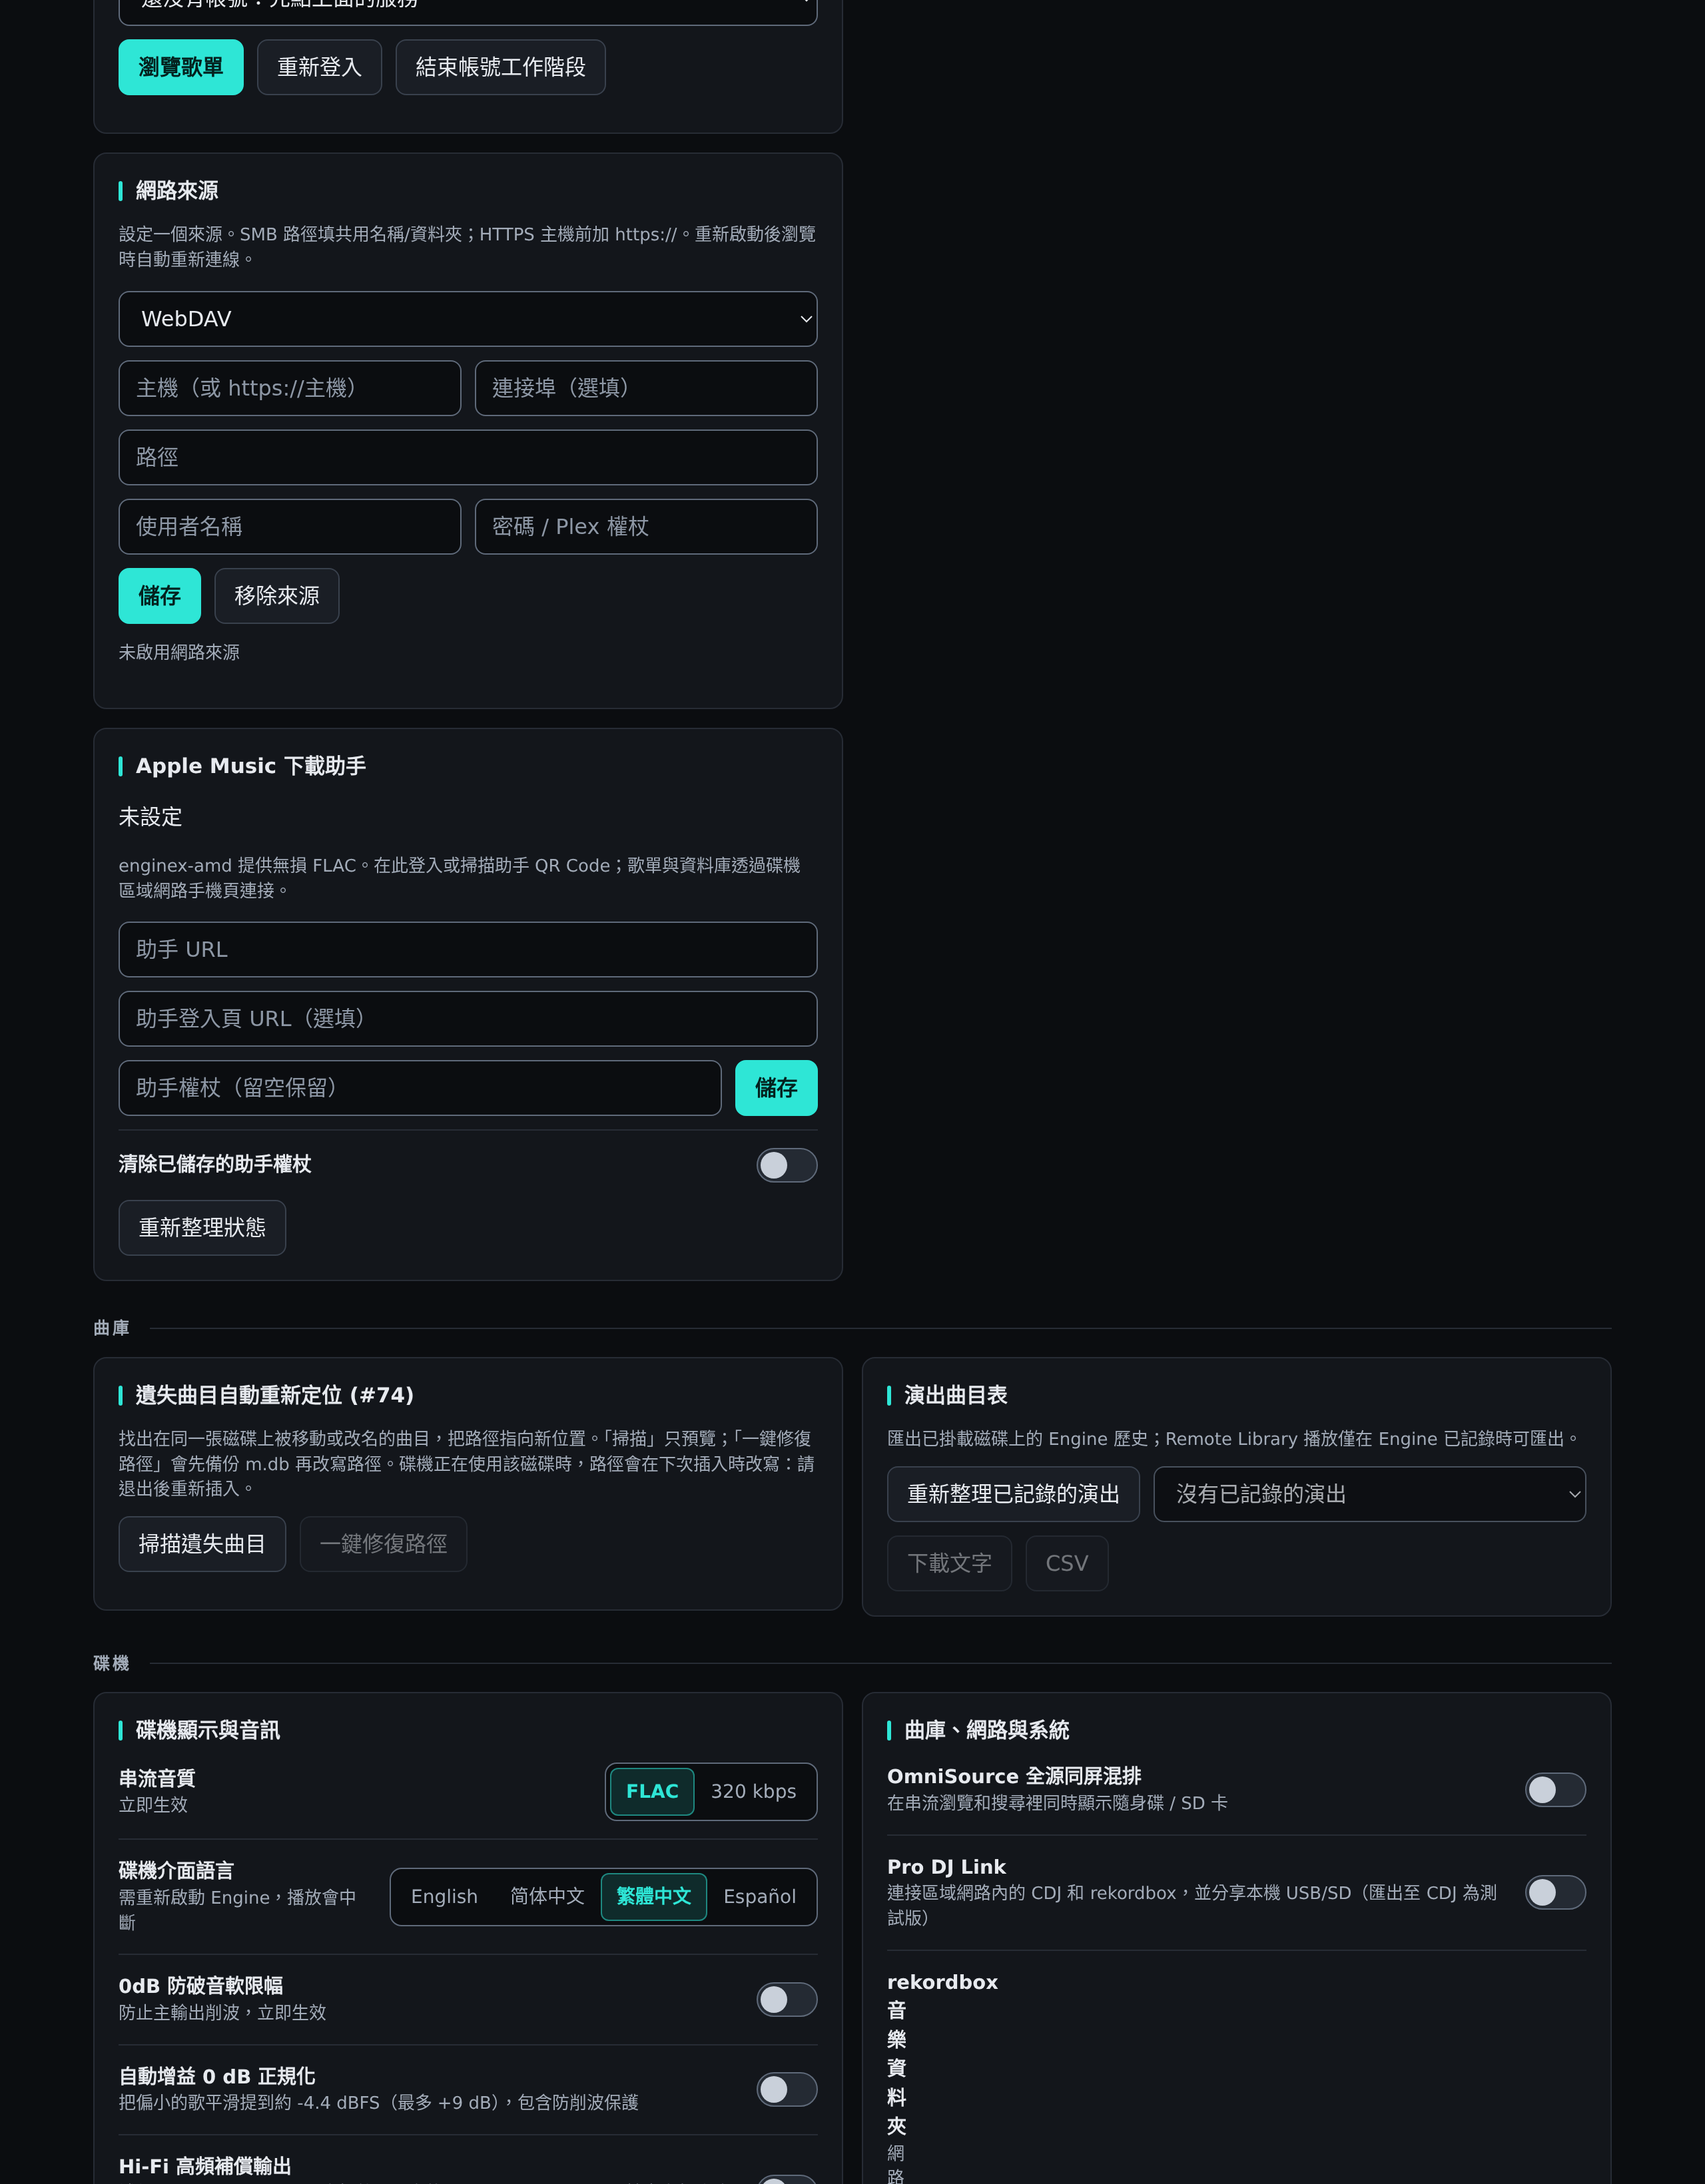 瀏覽歌單
重新登入
結束帳號工作階段
網路來源
設定一個來源。SMB 路徑填共用名稱/資料夾；HTTPS 主機前加 https://。重新啟動後瀏覽
時自動重新連線。
WebDAV
主機（或 https://主機）
連接埠（選填）
路徑
使用者名稱
密碼 / Plex 權杖
儲存
移除來源
未啟用網路來源
Apple Music 下載助手
未設定
enginex-amd 提供無損 FLAC。在此登入或掃描助手 QR Code；歌單與資料庫透過碟機
區域網路手機頁連接。
助手 URL
助手登入頁 URL（選填）
助手權杖（留空保留）
儲存
清除已儲存的助手權杖
重新整理狀態
曲庫
遺失曲目自動重新定位 (#74)
找出在同一張磁碟上被移動或改名的曲目，把路徑指向新位置。「掃描」只預覽；「一鍵修復
路徑」會先備份 m.db 再改寫路徑。碟機正在使用該磁碟時，路徑會在下次插入時改寫：請
退出後重新插入。
掃描遺失曲目
一鍵修復路徑
演出曲目表
匯出已掛載磁碟上的 Engine 歷史；Remote Library 播放僅在 Engine 已記錄時可匯出。
重新整理已記錄的演出
沒有已記錄的演出
下載文字
CSV
碟機
碟機顯示與音訊
串流音質
立即生效
FLAC
320 kbps
碟機介面語言
需重新啟動 Engine，播放會中
斷
English
简体中文
繁體中文
Español
0dB 防破音軟限幅
防止主輸出削波，立即生效
自動增益 0 dB 正規化
把偏小的歌平滑提到約 -4.4 dBFS（最多 +9 dB），包含防削波保護
Hi-Fi 高頻補償輸出
曲庫、網路與系統
OmniSource 全源同屏混排
在串流瀏覽和搜尋裡同時顯示隨身碟 / SD 卡
Pro DJ Link
連接區域網路內的 CDJ 和 rekordbox，並分享本機 USB/SD（匯出至 CDJ 為測
試版）
rekordbox
音
樂
資
料
夾
網
路